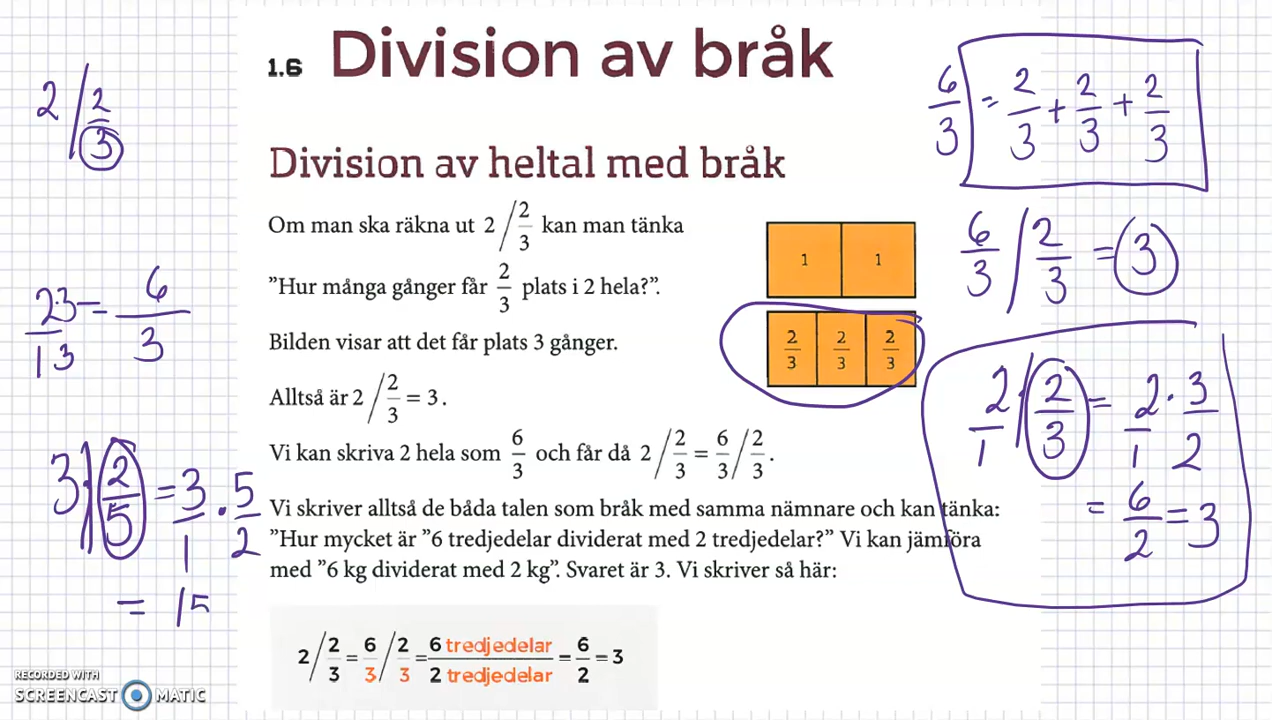 1.6 Division av bråk
Division av heltal med bråk
Om man ska räkna ut 2 / 2/3 kan man tänka
"Hur många gånger får 2/3 plats i 2 hela?".
Bilden visar att det får plats 3 gånger.
Alltså är 2 / 2/3 = 3.
Vi kan skriva 2 hela som 6/3 och får då 2 / 2/3 = 6/3 / 2/3.
Vi skriver alltså de båda talen som bråk med samma nämnare och kan tänka:
"Hur mycket är "6 tredjedelar dividerat med 2 tredjedelar?" Vi kan jämföra
med "6 kg dividerat med 2 kg". Svaret är 3. Vi skriver så här:
2 / 2/3 = 6/3 / 2/3 = 6 tredjedelar / 2 tredjedelar = 6/2 = 3
1 1
2/3 2/3 2/3
2 / 2/3
2·3 / 1·3 = 6/3
3 / 2/5 = 3/1 · 5/2
= 15
6/3 = 2/3 + 2/3 + 2/3
6/3 / 2/3 = 3
2/1 / 2/3 = 2/1 · 3/2
= 6/2 = 3
RECORDED WITH
SCREENCAST MATIC